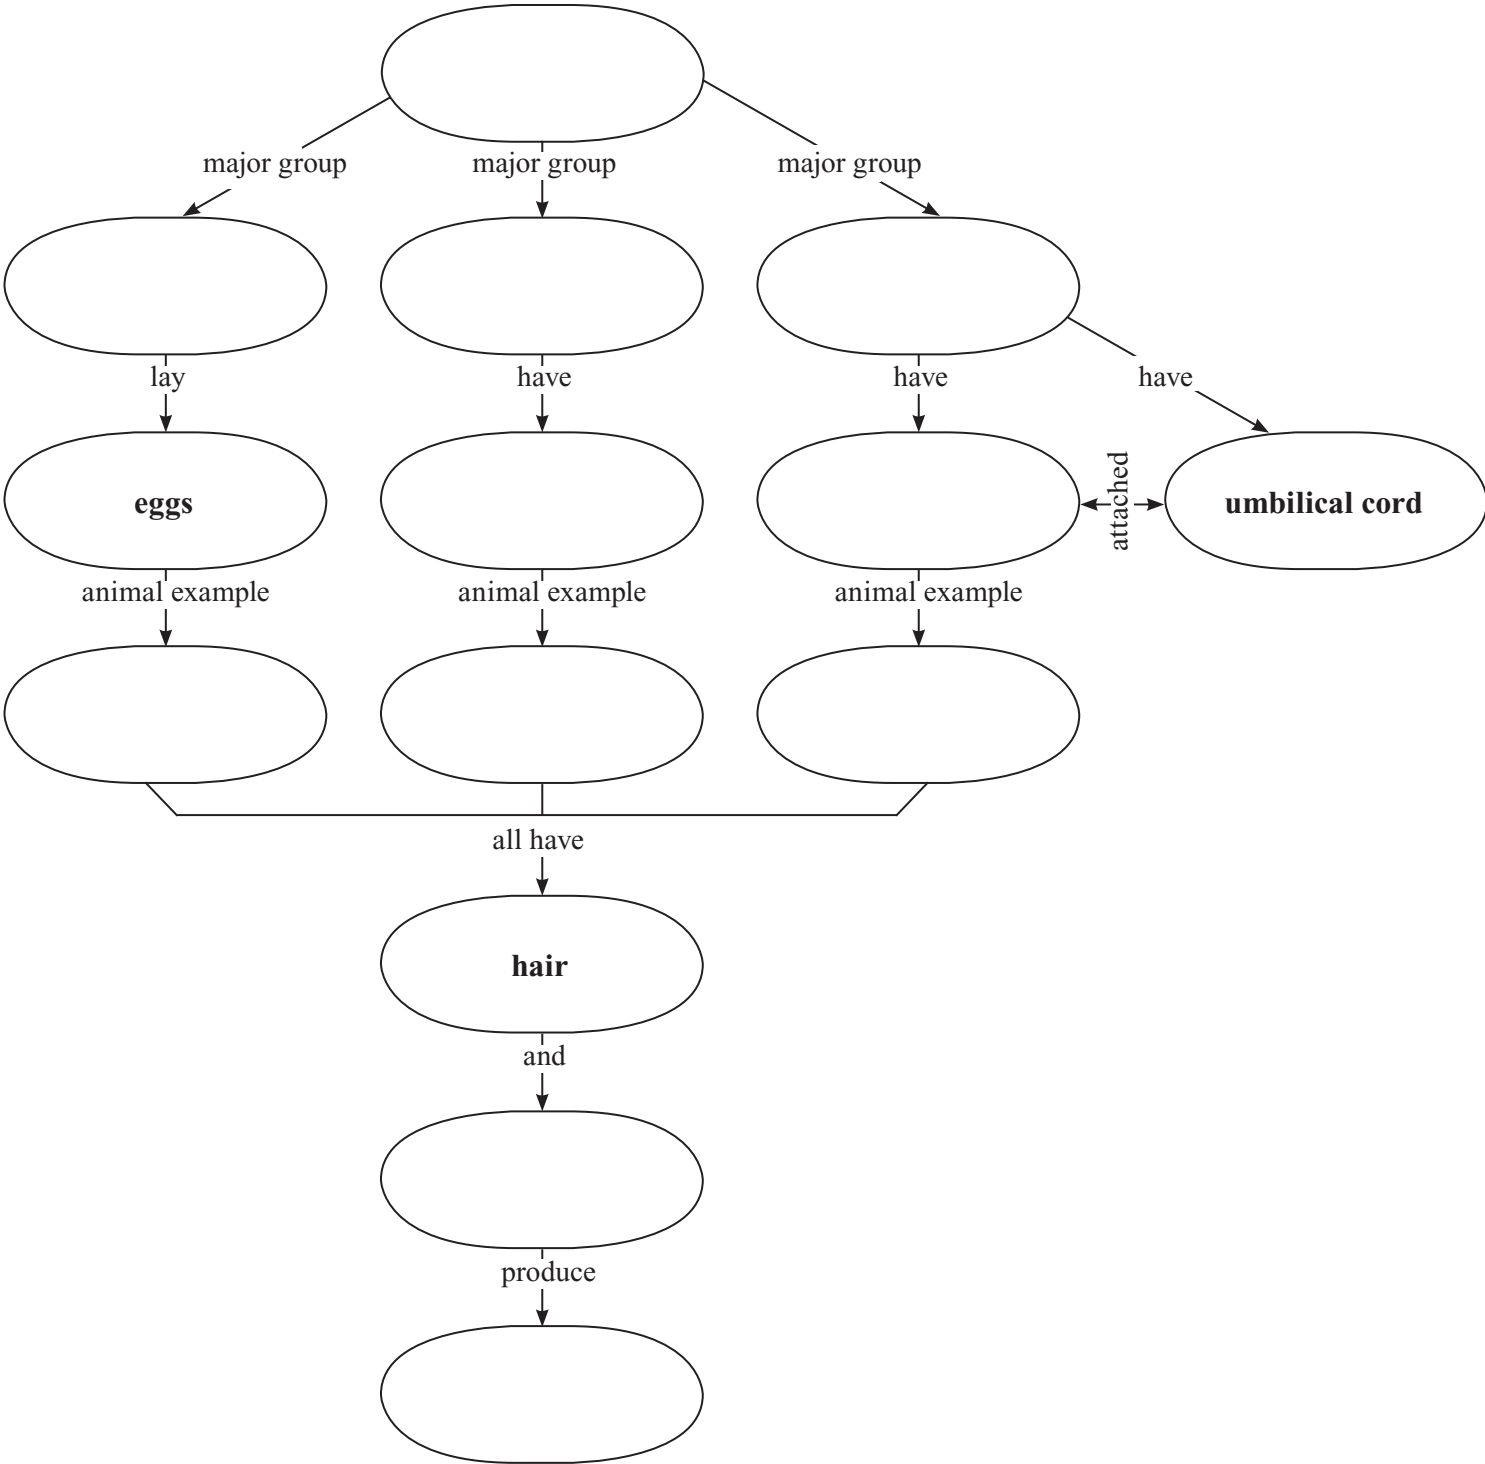 major group
major group
major group
lay
have
have
have
eggs
attached
umbilical cord
animal example
animal example
animal example
all have
hair
and
produce